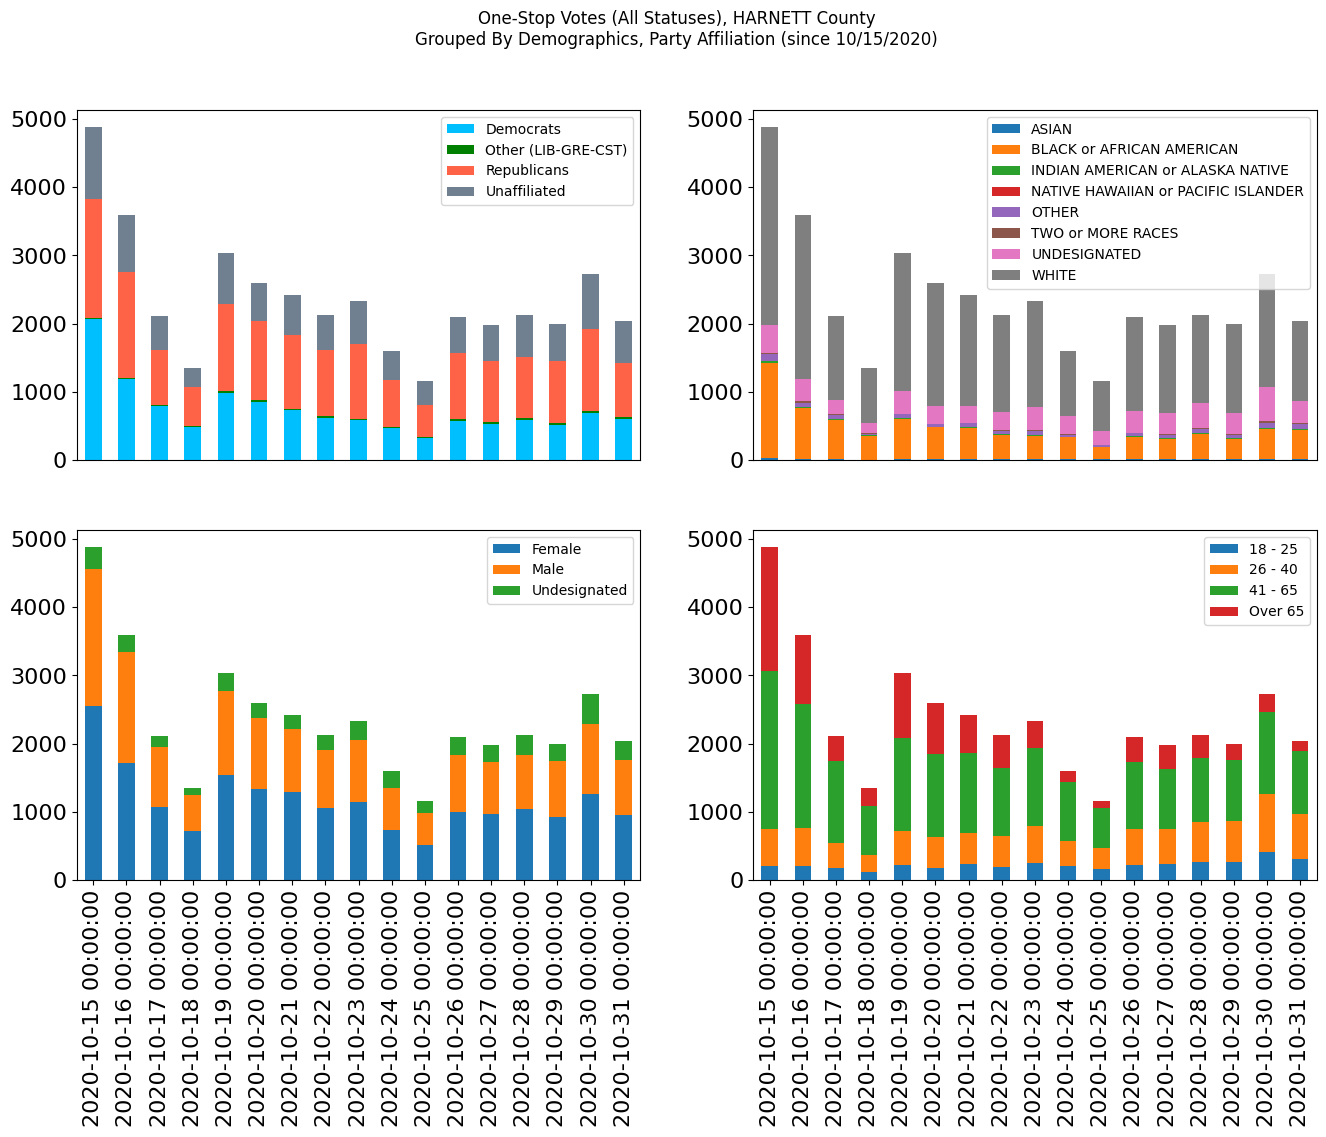 One-Stop Votes (All Statuses), HARNETT County
Grouped By Demographics, Party Affiliation (since 10/15/2020)
5000
4000
3000
2000
1000
0
Democrats
Other (LIB-GRE-CST)
Republicans
Unaffiliated
5000
4000
3000
2000
1000
0
ASIAN
BLACK or AFRICAN AMERICAN
INDIAN AMERICAN or ALASKA NATIVE
NATIVE HAWAIIAN or PACIFIC ISLANDER
OTHER
TWO or MORE RACES
UNDESIGNATED
WHITE
5000
4000
3000
2000
1000
0
Female
Male
Undesignated
2020-10-15 00:00:00
2020-10-16 00:00:00
2020-10-17 00:00:00
2020-10-18 00:00:00
2020-10-19 00:00:00
2020-10-20 00:00:00
2020-10-21 00:00:00
2020-10-22 00:00:00
2020-10-23 00:00:00
2020-10-24 00:00:00
2020-10-25 00:00:00
2020-10-26 00:00:00
2020-10-27 00:00:00
2020-10-28 00:00:00
2020-10-29 00:00:00
2020-10-30 00:00:00
2020-10-31 00:00:00
5000
4000
3000
2000
1000
0
18 - 25
26 - 40
41 - 65
Over 65
2020-10-15 00:00:00
2020-10-16 00:00:00
2020-10-17 00:00:00
2020-10-18 00:00:00
2020-10-19 00:00:00
2020-10-20 00:00:00
2020-10-21 00:00:00
2020-10-22 00:00:00
2020-10-23 00:00:00
2020-10-24 00:00:00
2020-10-25 00:00:00
2020-10-26 00:00:00
2020-10-27 00:00:00
2020-10-28 00:00:00
2020-10-29 00:00:00
2020-10-30 00:00:00
2020-10-31 00:00:00